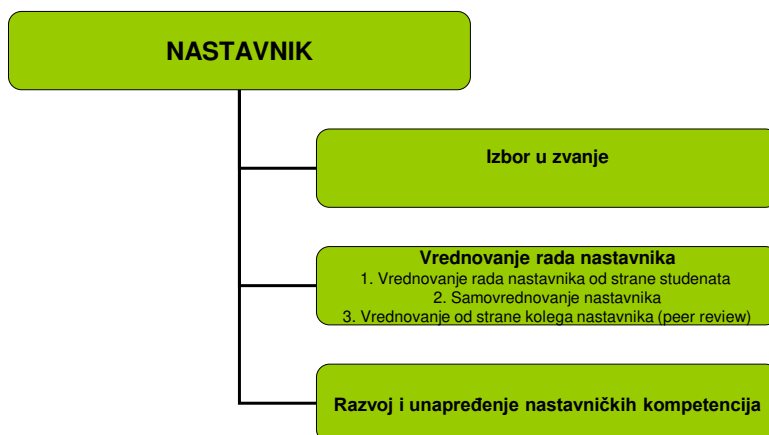 NASTAVNIK
Izbor u zvanje
Vrednovanje rada nastavnika
1. Vrednovanje rada nastavnika od strane studenata
2. Samovrednovanje nastavnika
3. Vrednovanje od strane kolega nastavnika (peer review)
Razvoj i unapređenje nastavničkih kompetencija